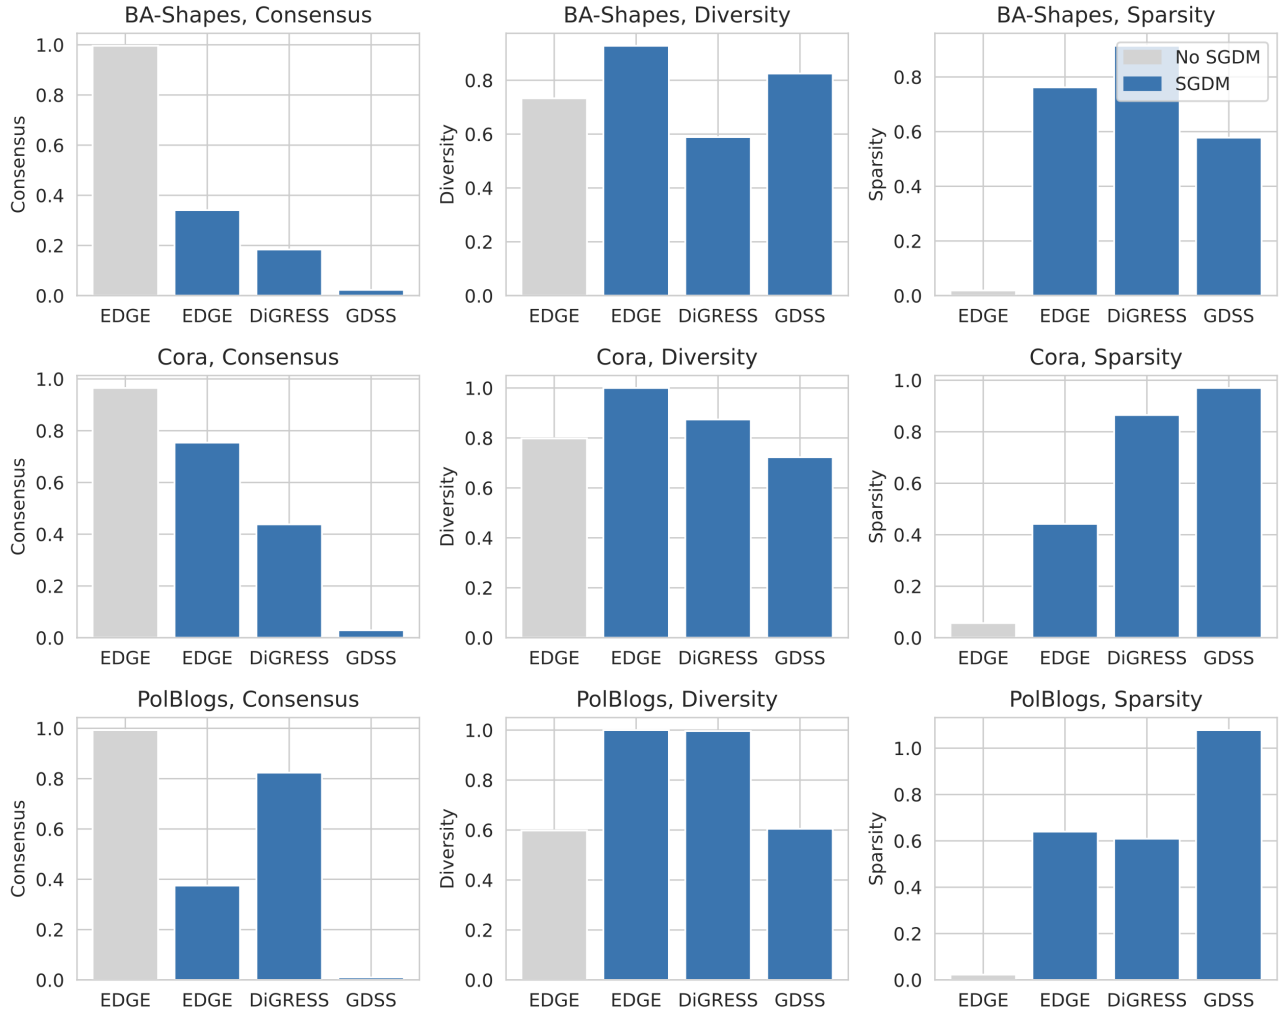 BA-Shapes, Consensus
Consensus
1.0
0.8
0.6
0.4
0.2
0.0
EDGE EDGE DiGRESS GDSS
BA-Shapes, Diversity
Diversity
0.8
0.6
0.4
0.2
0.0
EDGE EDGE DiGRESS GDSS
BA-Shapes, Sparsity
Sparsity
0.8
0.6
0.4
0.2
0.0
No SGDM
SGDM
EDGE EDGE DiGRESS GDSS
Cora, Consensus
Consensus
1.0
0.8
0.6
0.4
0.2
0.0
EDGE EDGE DiGRESS GDSS
Cora, Diversity
Diversity
1.0
0.8
0.6
0.4
0.2
0.0
EDGE EDGE DiGRESS GDSS
Cora, Sparsity
Sparsity
1.0
0.8
0.6
0.4
0.2
0.0
EDGE EDGE DiGRESS GDSS
PolBlogs, Consensus
Consensus
1.0
0.8
0.6
0.4
0.2
0.0
EDGE EDGE DiGRESS GDSS
PolBlogs, Diversity
Diversity
1.0
0.8
0.6
0.4
0.2
0.0
EDGE EDGE DiGRESS GDSS
PolBlogs, Sparsity
Sparsity
1.0
0.8
0.6
0.4
0.2
0.0
EDGE EDGE DiGRESS GDSS